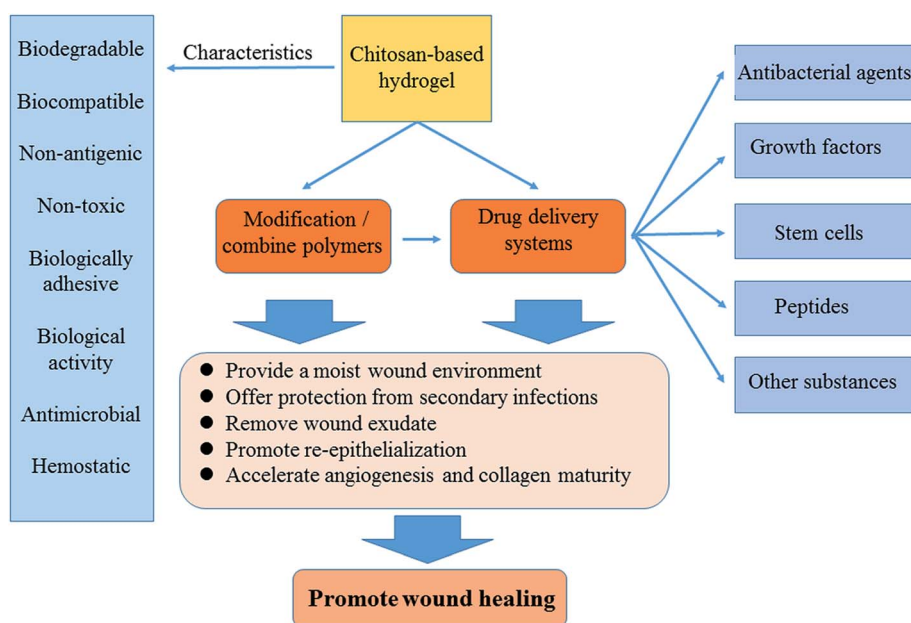 Biodegradable
Biocompatible
Non-antigenic
Non-toxic
Biologically
adhesive
Biological
activity
Antimicrobial
Hemostatic
Characteristics
Chitosan-based
hydrogel
Modification /
combine polymers
Drug delivery
systems
Antibacterial agents
Growth factors
Stem cells
Peptides
Other substances
● Provide a moist wound environment
● Offer protection from secondary infections
● Remove wound exudate
● Promote re-epithelialization
● Accelerate angiogenesis and collagen maturity
Promote wound healing